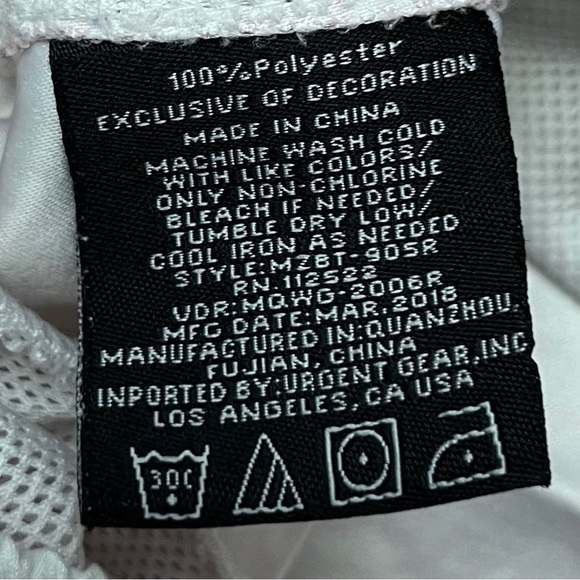 100%Polyester
EXCLUSIVE OF DECORATION
MADE IN CHINA
MACHINE WASH COLD
WITH LIKE COLORS/
ONLY NON-CHLORINE
BLEACH IF NEEDED/
TUMBLE DRY LOW/
COOL IRON AS NEEDED
STYLE:MZBT-905R
RN.112522
VDR:MQWG-2006R
MFG DATE:MAR,2018
MANUFACTURED IN:QUANZHOU,
FUJIAN, CHINA
INPORTED BY:URGENT GEAR,INC
LOS ANGELES,CA USA
30C